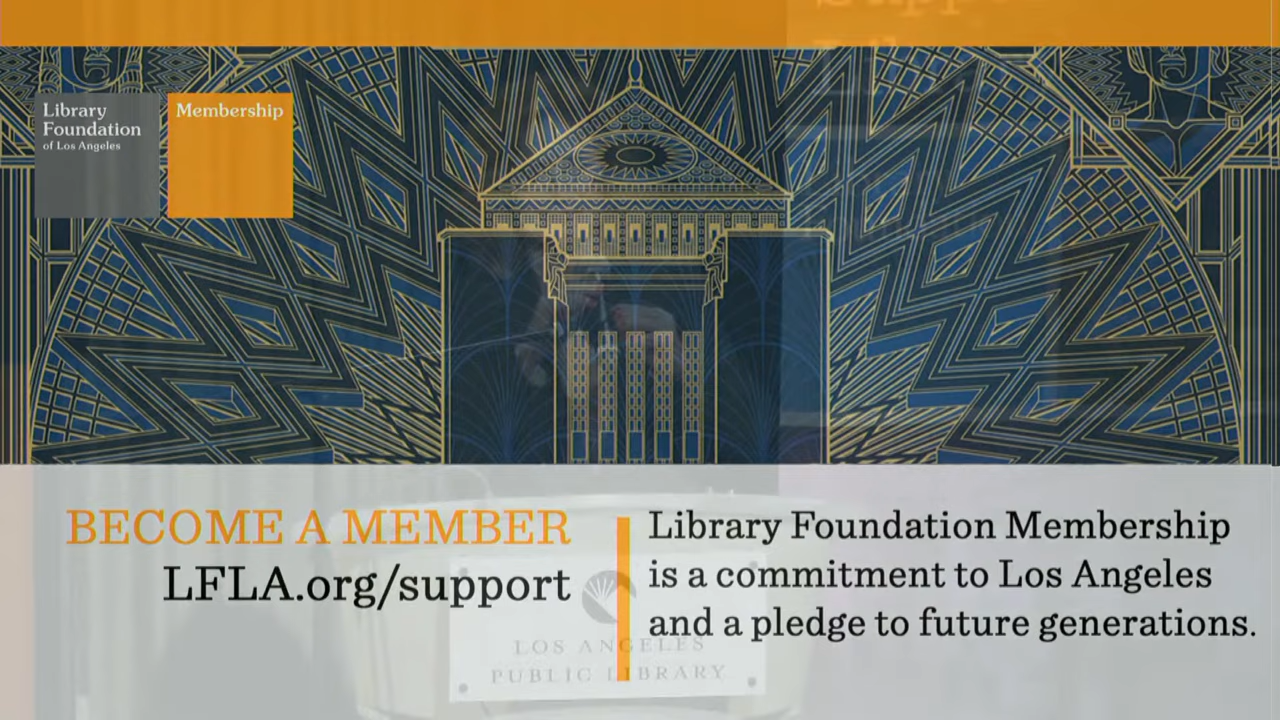 Library
Foundation
of Los Angeles
Membership
BECOME A MEMBER
LFLA.org/support
Library Foundation Membership
is a commitment to Los Angeles
and a pledge to future generations.
LOS ANGELES
PUBLIC LIBRARY